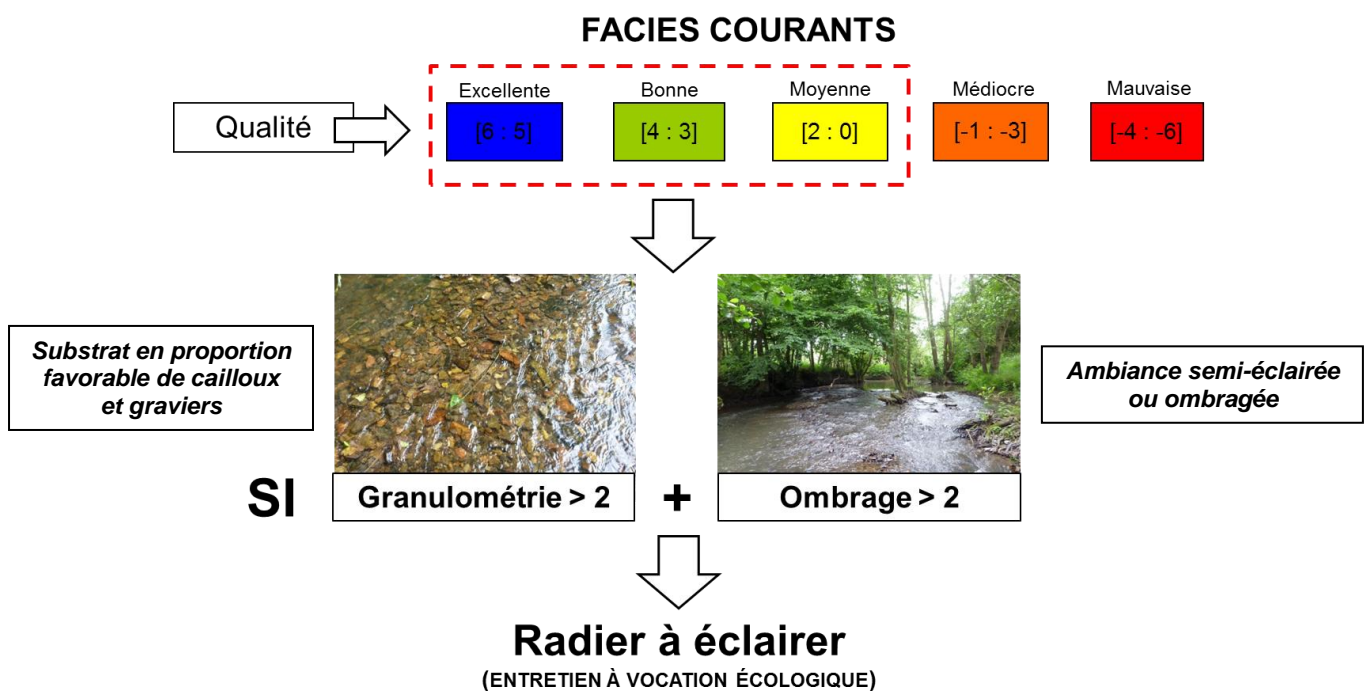 FACIES COURANTS
Excellente
Bonne
Moyenne
Médiocre
Mauvaise
Qualité
[6 : 5]
[4 : 3]
[2 : 0]
[-1 : -3]
[-4 : -6]
Substrat en proportion
favorable de cailloux
et graviers
Ambiance semi-éclairée
ou ombragée
SI
Granulométrie > 2
+
Ombrage > 2
Radier à éclairer
(ENTRETIEN À VOCATION ÉCOLOGIQUE)